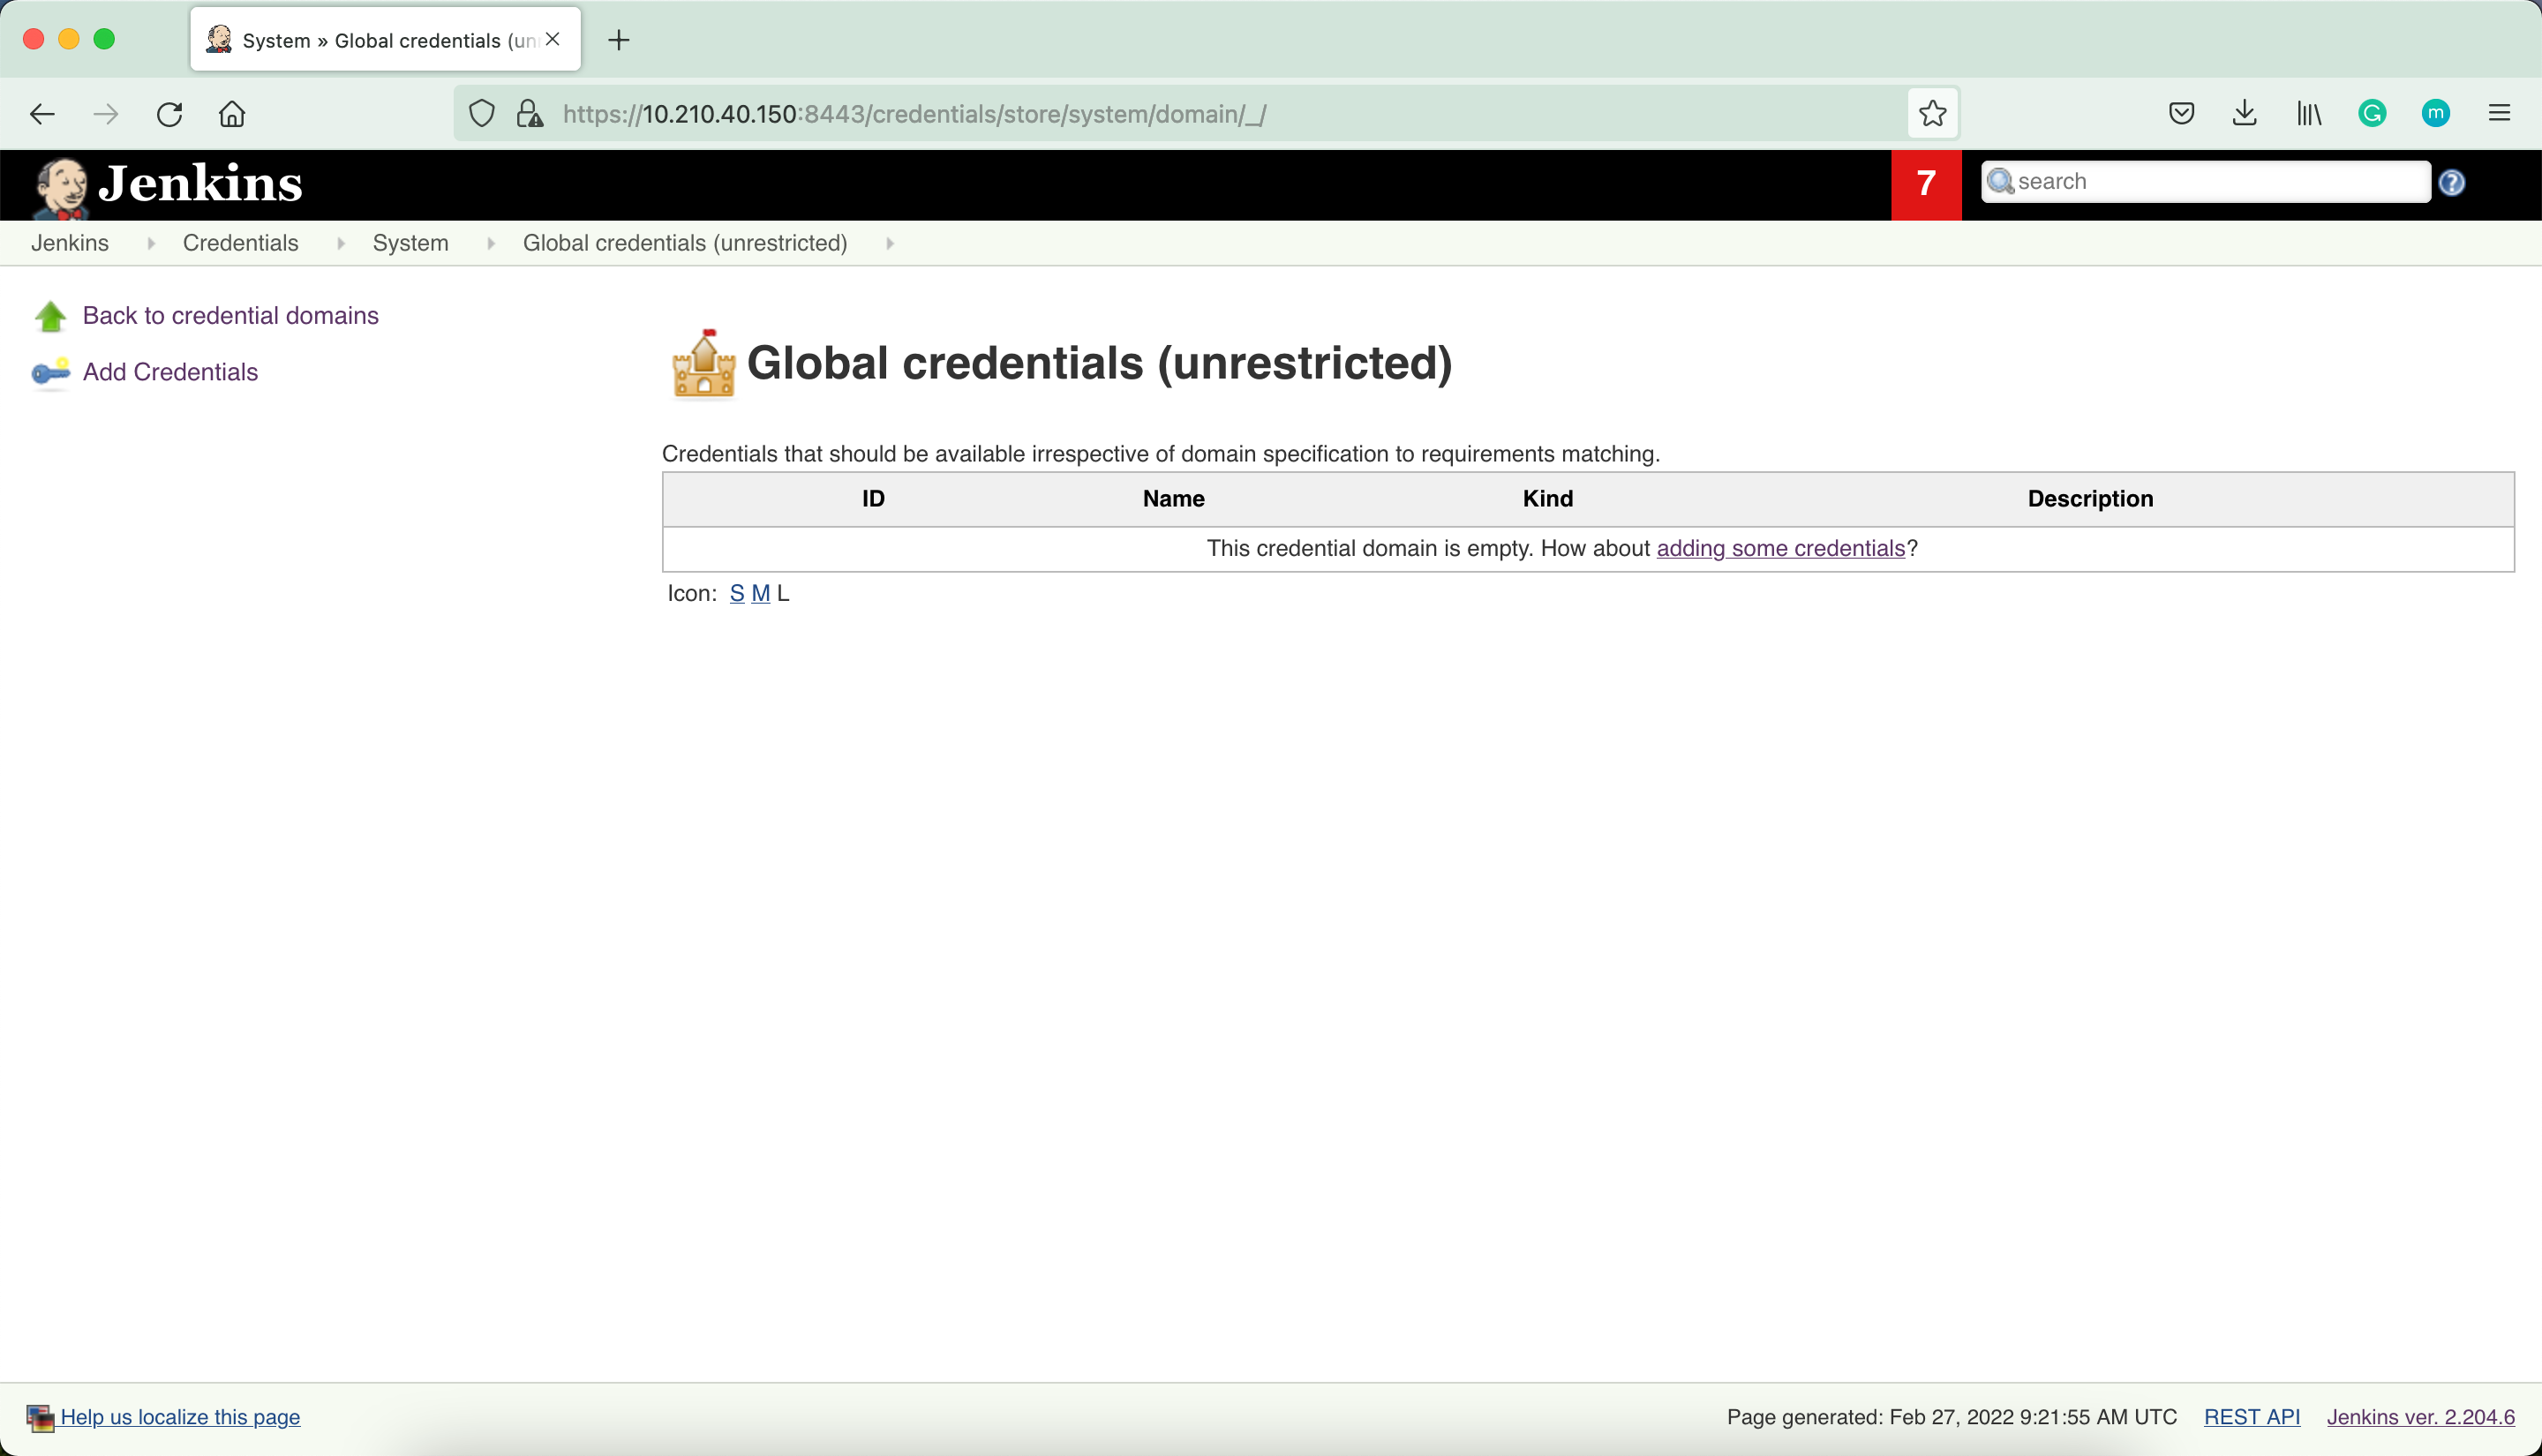 System » Global credentials (un
https://10.210.40.150:8443/credentials/store/system/domain/_/
m
Jenkins
7
search
Jenkins
Credentials
System
Global credentials (unrestricted)
Back to credential domains
Add Credentials
Global credentials (unrestricted)
Credentials that should be available irrespective of domain specification to requirements matching.
ID Name Kind Description
This credential domain is empty. How about adding some credentials?
Icon: S M L
Help us localize this page
Page generated: Feb 27, 2022 9:21:55 AM UTC REST API Jenkins ver. 2.204.6